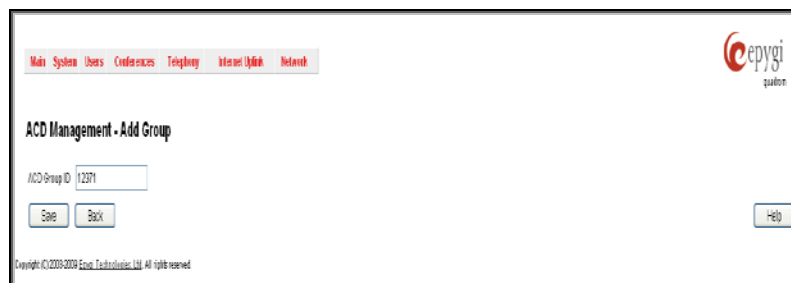 Main System Users Conferences Telephony Internet Uplink Network
epygi
quadrom
ACD Management - Add Group
ACD Group ID 12371
Save Back
Help
Copyright (C) 2003-2009 Epygi Technologies, Ltd. All rights reserved.